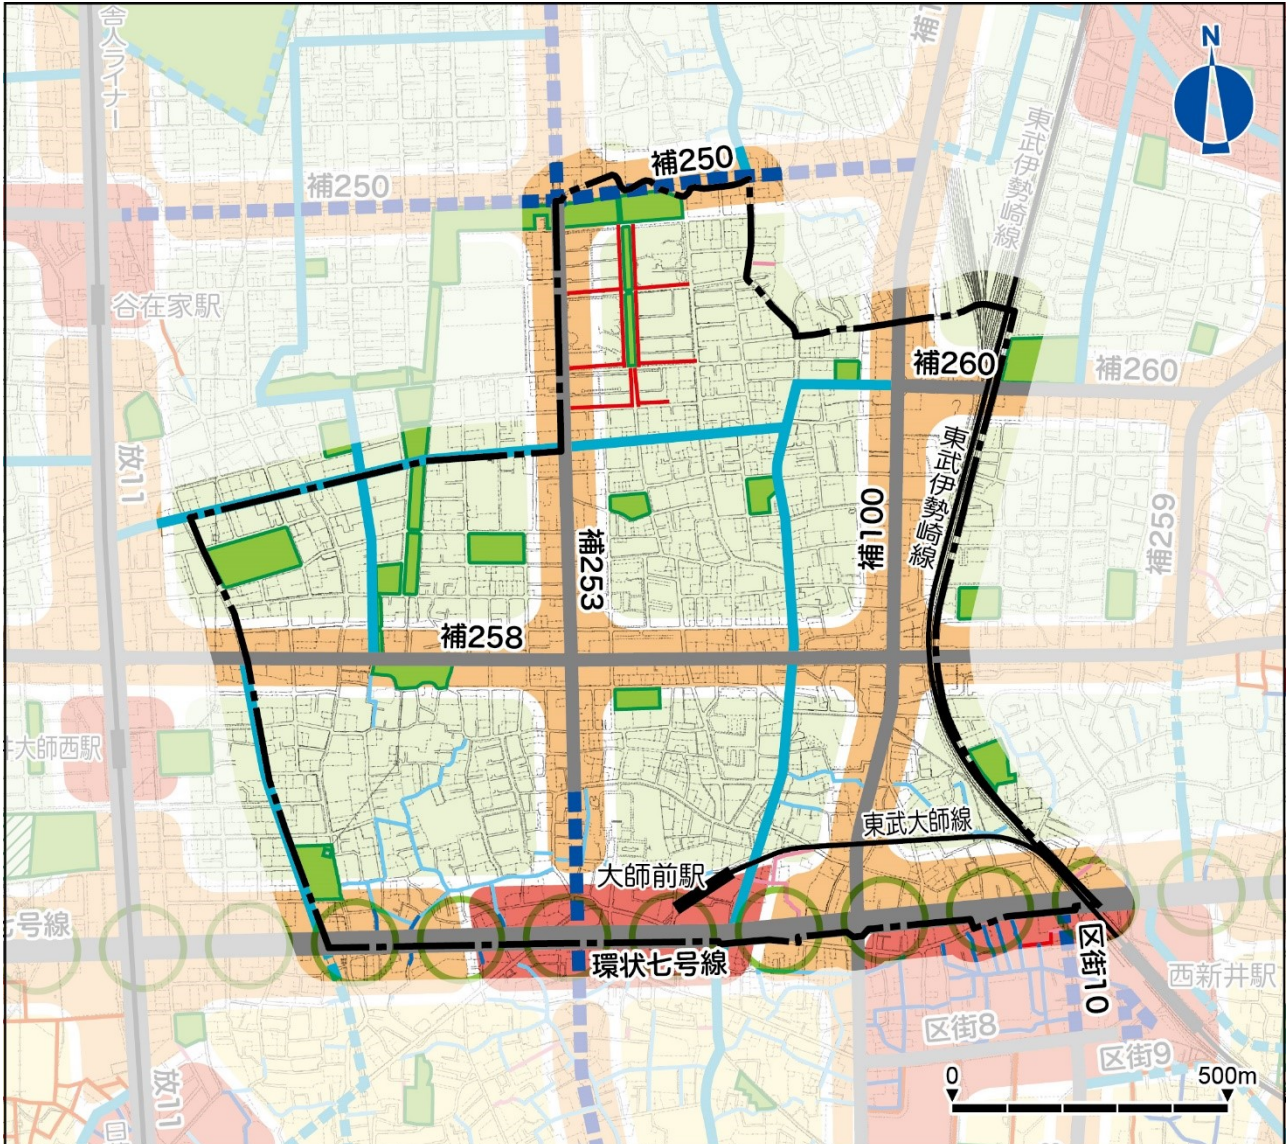 舎人ライナー
補1
N
東武伊勢崎線
補250
補250
谷在家駅
補260
補260
放11
東武伊勢崎線
補100
補259
補253
補258
井大師西駅
東武大師線
大師前駅
七号線
環状七号線
区街10
西新井駅
区街8
区街9
放11
0
500m